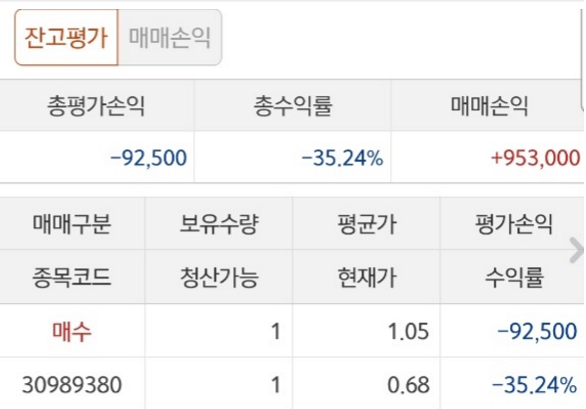 잔고평가 매매손익
총평가손익 총수익률 매매손익
-92,500 -35.24% +953,000
매매구분 보유수량 평균가 평가손익
종목코드 청산가능 현재가 수익률
매수 1 1.05 -92,500
30989380 1 0.68 -35.24%